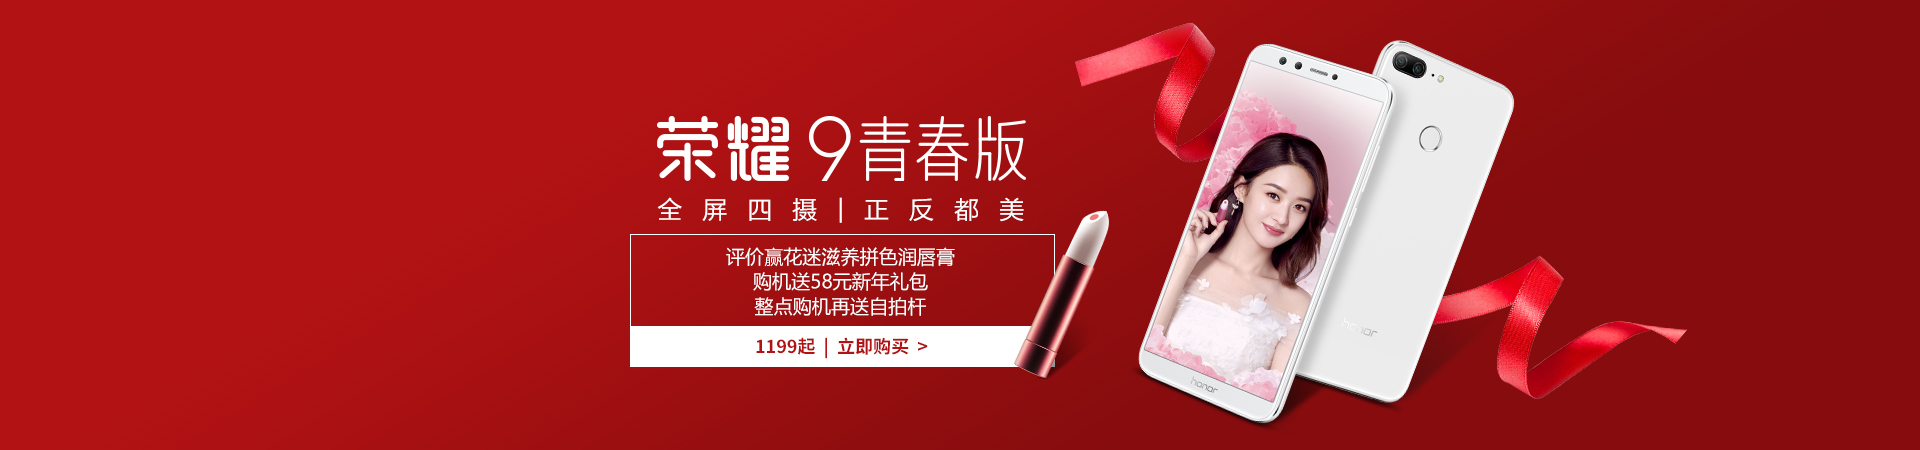 荣耀 9青春版
全屏四摄|正反都美
评价赢花迷滋养拼色润唇膏
购机送58元新年礼包
整点购机再送自拍杆
1199起 | 立即购买 >
honor
honor